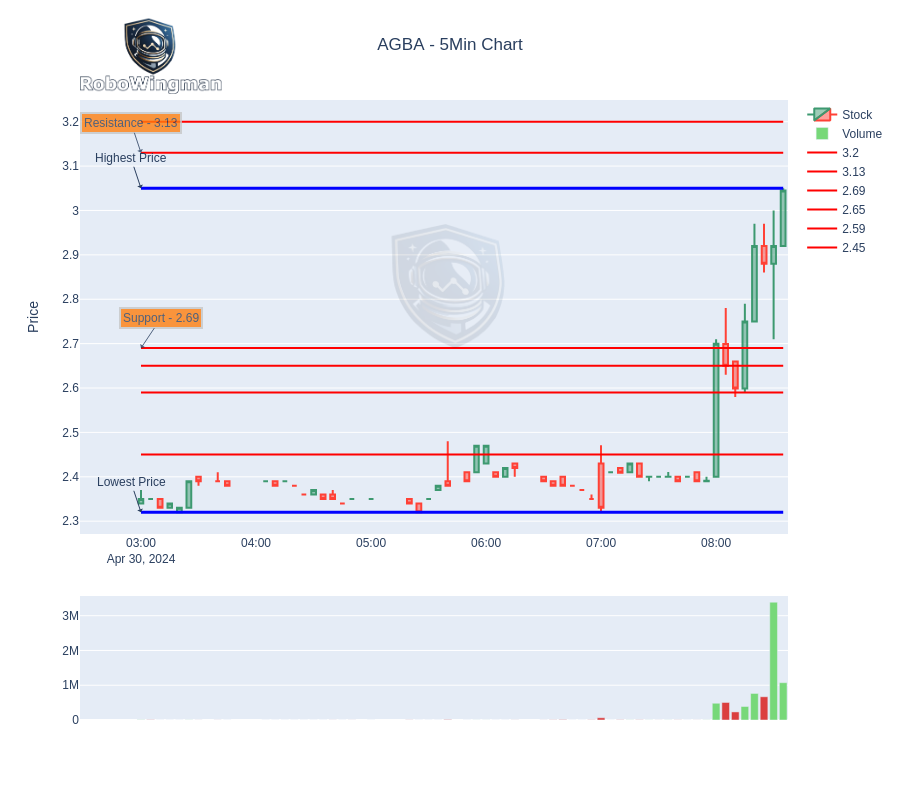 AGBA - 5Min Chart
RoboWingman
Stock
Volume
3.2
3.13
2.69
2.65
2.59
2.45
Price
3.2
3.1
3
2.9
2.8
2.7
2.6
2.5
2.4
2.3
Resistance - 3.13
Highest Price
Support - 2.69
Lowest Price
03:00
04:00
05:00
06:00
07:00
08:00
Apr 30, 2024
3M
2M
1M
0